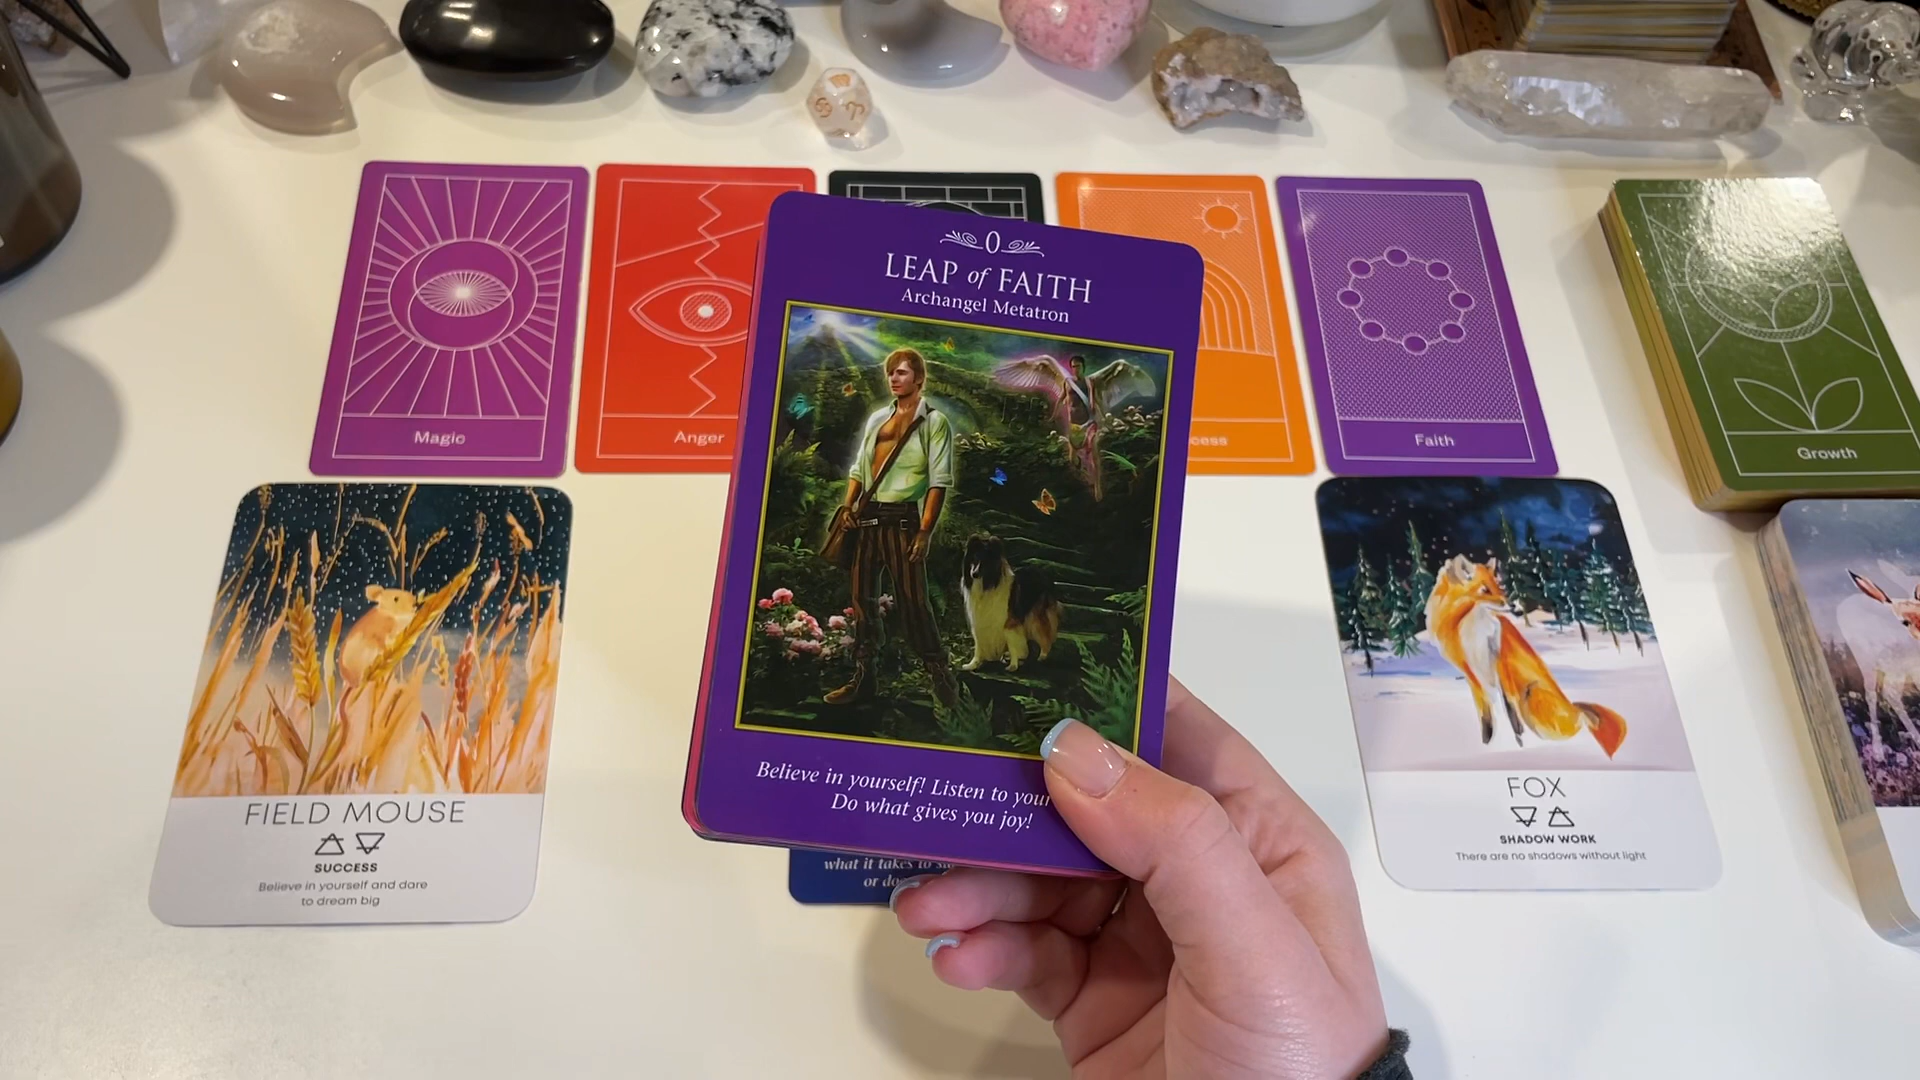 Magic
Anger
cess
Faith
Growth
0
LEAP of FAITH
Archangel Metatron
Believe in yourself! Listen to your
Do what gives you joy!
what it takes to
or do
FIELD MOUSE
SUCCESS
Believe in yourself and dare
to dream big
FOX
SHADOW WORK
There are no shadows without light